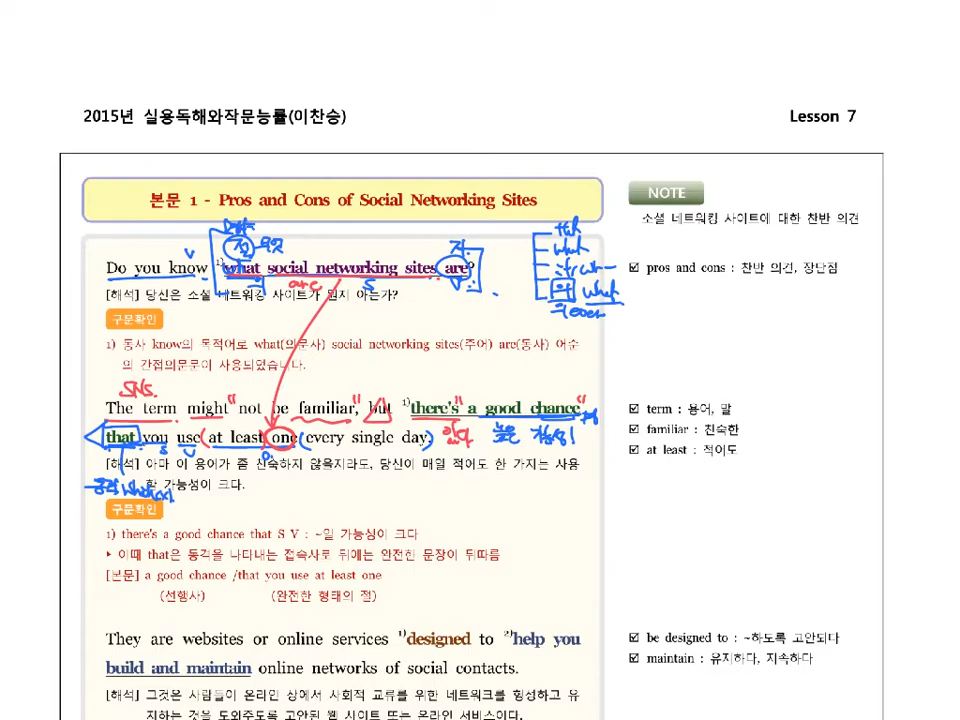 2015년 실용독해와작문능률(이찬승)
Lesson 7
본문 1 - Pros and Cons of Social Networking Sites
NOTE
소셜 네트워킹 사이트에 대한 찬반 의견
Do you know 1)what social networking sites are?
are S V
[해석] 당신은 소셜 네트워킹 사이트가 뭔지 아는가?
☑ pros and cons : 찬반 의견, 장단점
구문확인
1) 동사 know의 목적어로 what(의문사) social networking sites(주어) are(동사) 어순
의 간접의문문이 사용되었습니다.
SNS.
The term might not be familiar, but 1)there's a good chance
that you use at least one (every single day.)
S V
[해석] 아마 이 용어가 좀 친숙하지 않을지라도, 당신이 매일 적어도 한 가지는 사용
할 가능성이 크다.
☑ term : 용어, 말
☑ familiar : 친숙한
☑ at least : 적어도
구문확인
1) there's a good chance that S V : ~일 가능성이 크다
‣ 이때 that은 동격을 나타내는 접속사로 뒤에는 완전한 문장이 뒤따름
[본문] a good chance /that you use at least one
(선행사) (완전한 형태의 절)
They are websites or online services 1)designed to 2)help you
build and maintain online networks of social contacts.
[해석] 그것은 사람들이 온라인 상에서 사회적 교류를 위한 네트워크를 형성하고 유
지하는 것을 도와주도록 고안된 웹 사이트 또는 온라인 서비스이다.
☑ be designed to : ~하도록 고안되다
☑ maintain : 유지하다, 지속하다